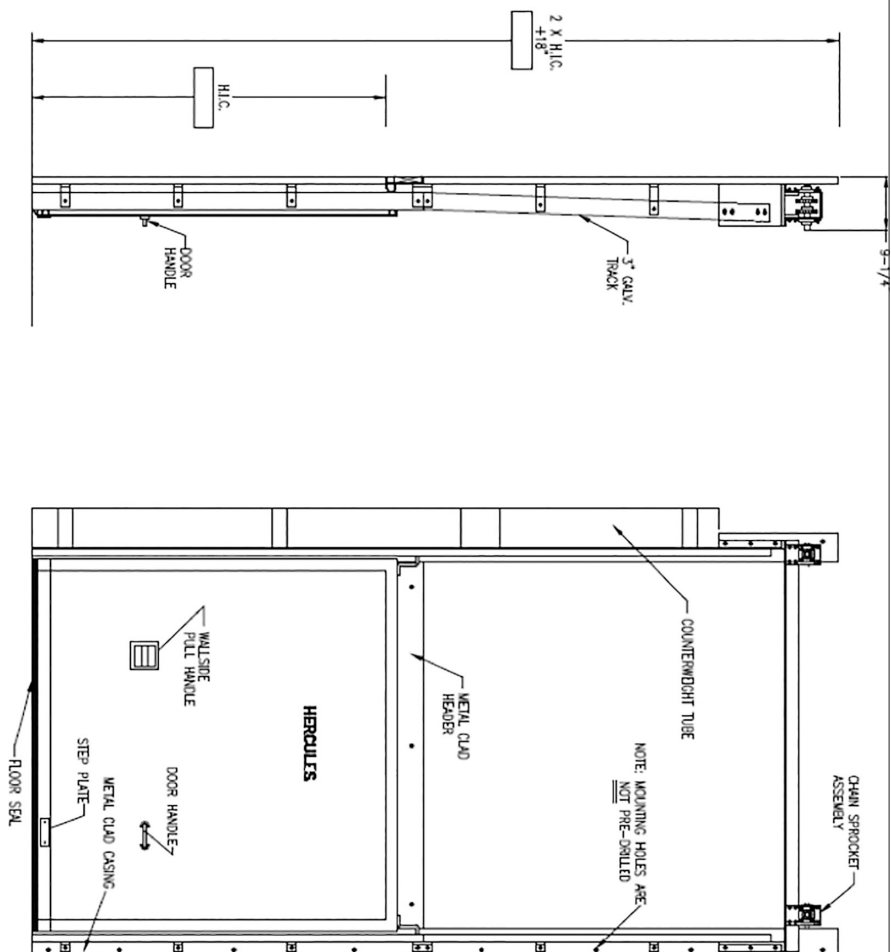 2 X H.I.C.
+18"
H.I.C.
9-1/4
DOOR
HANDLE
3" GALV.
TRACK
COUNTERWEIGHT TUBE
WALLSIDE
PULL HANDLE
METAL CLAD
HEADER
HERCULES
NOTE: MOUNTING HOLES ARE
NOT PRE-DRILLED
CHAIN SPROCKET
ASSEMBLY
DOOR HANDLE
STEP PLATE
METAL CLAD CASING
FLOOR SEAL